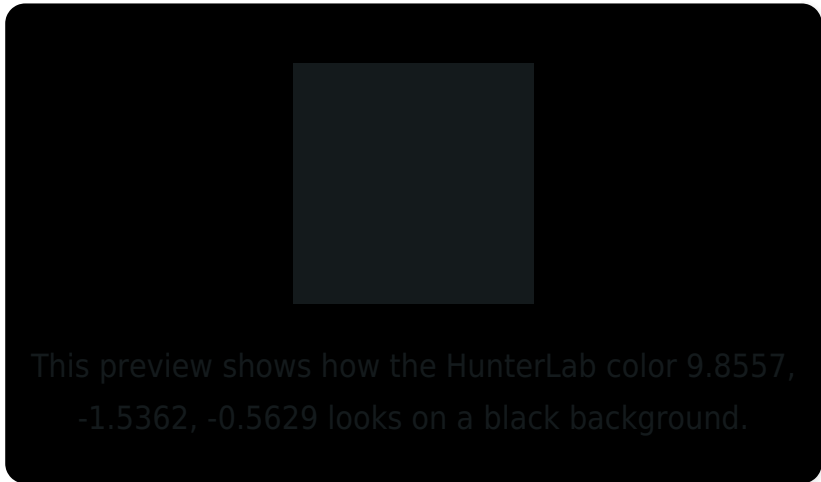 This preview shows how the HunterLab color 9.8557,
-1.5362, -0.5629 looks on a black background.